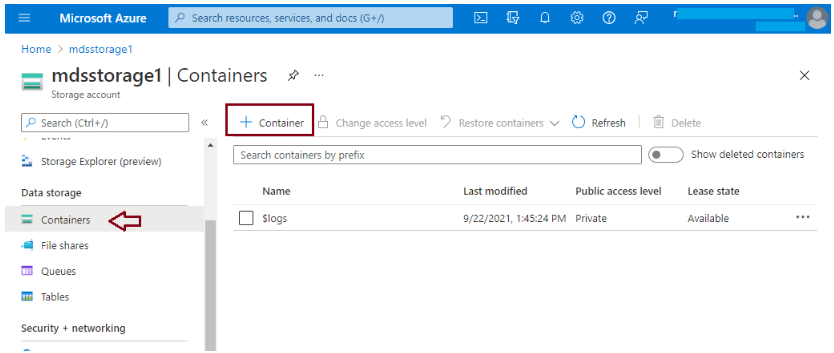 Microsoft Azure
Search resources, services, and docs (G+/)
Home > mdsstorage1
mdsstorage1 | Containers
Storage account
Search (Ctrl+/)
Storage Explorer (preview)
Data storage
Containers
File shares
Queues
Tables
Security + networking
+ Container
Change access level
Restore containers
Refresh
Delete
Search containers by prefix
Show deleted containers
Name Last modified Public access level Lease state
$logs 9/22/2021, 1:45:24 PM Private Available